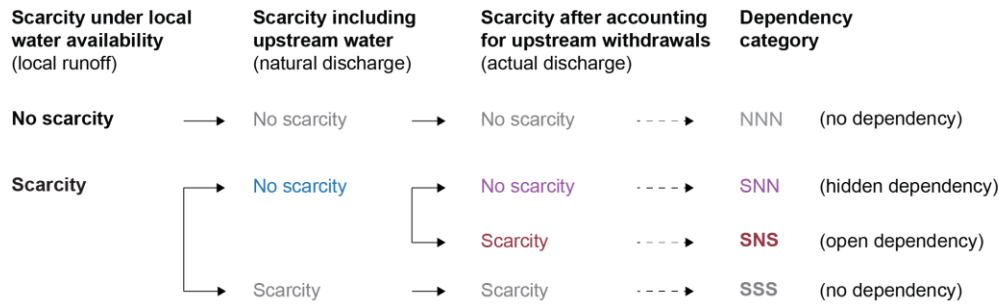 Scarcity under local water availability (local runoff)
Scarcity including upstream water (natural discharge)
Scarcity after accounting for upstream withdrawals (actual discharge)
Dependency category
No scarcity No scarcity No scarcity NNN (no dependency)
Scarcity No scarcity No scarcity SNN (hidden dependency)
Scarcity SNS (open dependency)
Scarcity Scarcity SSS (no dependency)